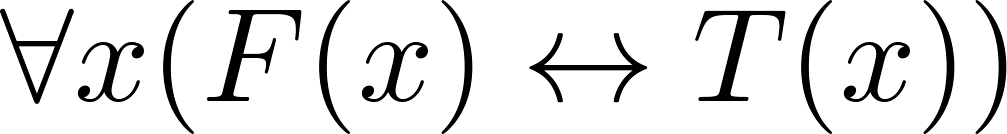 ∀x(F(x) ↔ T(x))